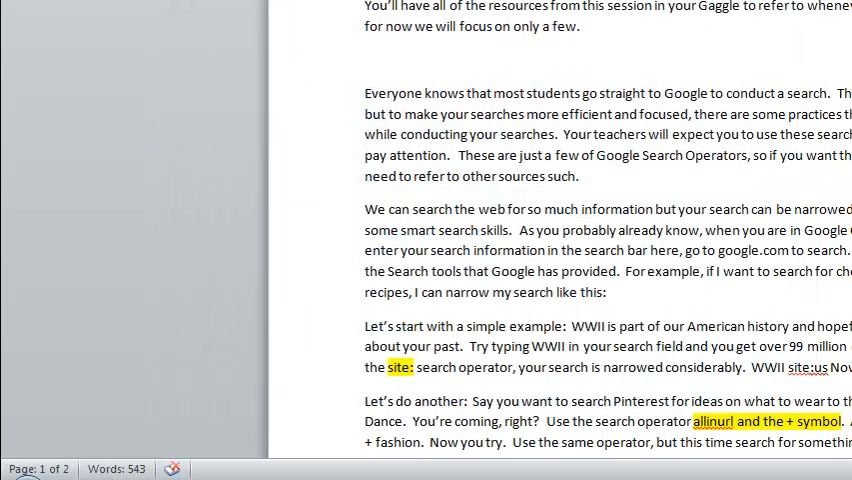 You'll have all of the resources from this session in your Gaggle to refer to
for now we will focus on only a few.
Everyone knows that most students go straight to Google to conduct a search.
but to make your searches more efficient and focused, there are some practices
while conducting your searches. Your teachers will expect you to use these
pay attention. These are just a few of Google Search Operators, so if you want
need to refer to other sources such.
We can search the web for so much information but your search can be narrowed
some smart search skills. As you probably already know, when you are in Google
enter your search information in the search bar here, go to google.com to search.
the Search tools that Google has provided. For example, if I want to search for
recipes, I can narrow my search like this:
Let's start with a simple example: WWII is part of our American history and
about your past. Try typing WWII in your search field and you get over 99 million
the site: search operator, your search is narrowed considerably. WWII site:us
Let's do another: Say you want to search Pinterest for ideas on what to wear to
Dance. You're coming, right? Use the search operator allinurl and the + symbol.
+ fashion. Now you try. Use the same operator, but this time search for
Page: 1 of 2 Words: 543